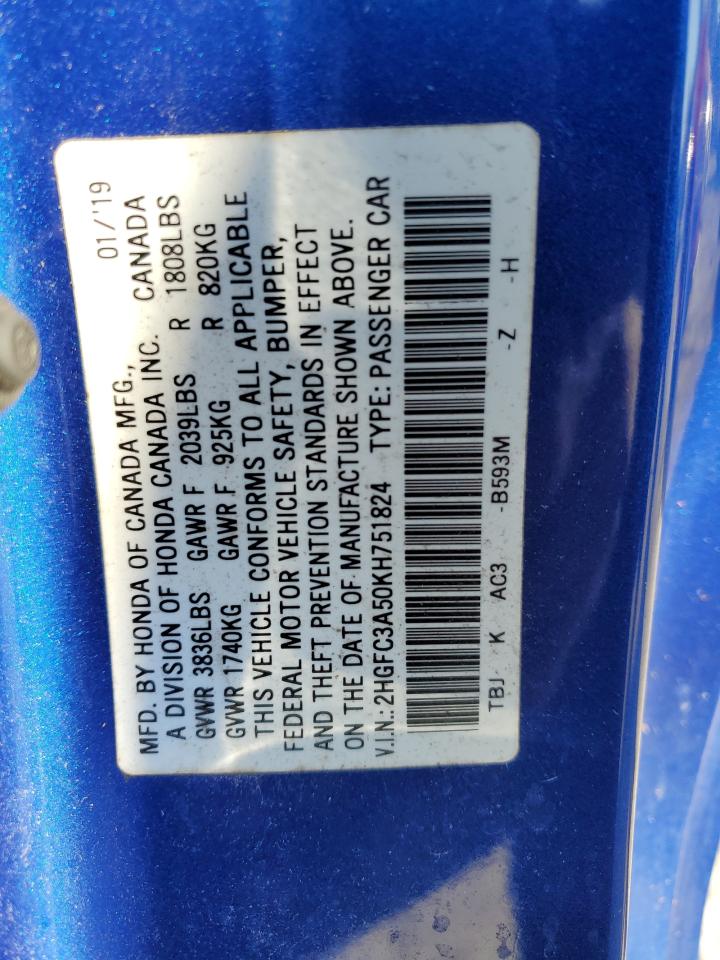 01/'19
MFD. BY HONDA OF CANADA MFG.,
A DIVISION OF HONDA CANADA INC. CANADA
GVWR 3836LBS GAWR F 2039LBS R 1808LBS
GVWR 1740KG GAWR F 925KG R 820KG
THIS VEHICLE CONFORMS TO ALL APPLICABLE
FEDERAL MOTOR VEHICLE SAFETY, BUMPER,
AND THEFT PREVENTION STANDARDS IN EFFECT
ON THE DATE OF MANUFACTURE SHOWN ABOVE.
V.I.N.: 2HGFC3A50KH751824 TYPE: PASSENGER CAR
TBJ K AC3 -B593M -Z -H